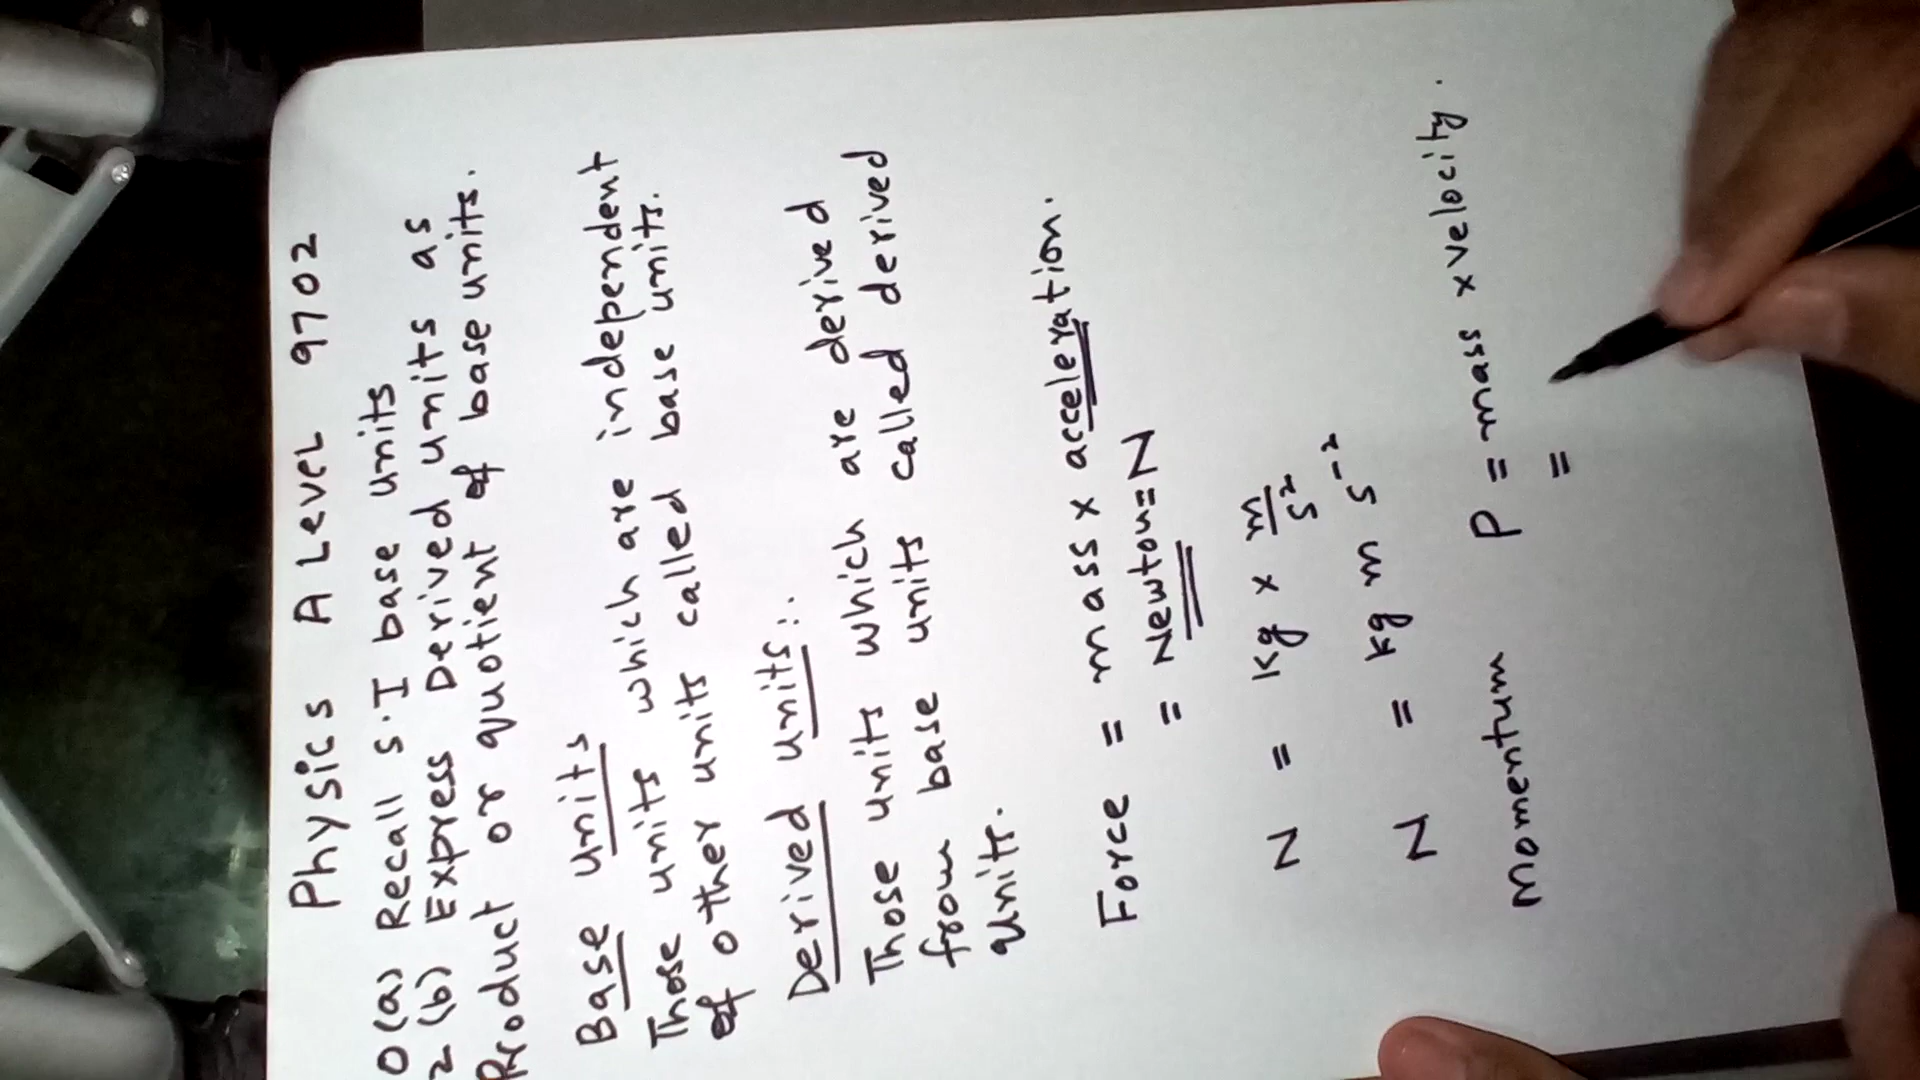 Physics A Level 9702
O(a) Recall S.I base units
2(b) Express Derived units as
Product or quotient of base units.
Base units
Those units which are independent
of other units called base units.
Derived units:.
Those units which are derived
from base units called derived
units.
Force = mass x acceleration.
= Newton = N
N = kg x m/s²
N = kg m s⁻²
Momentum P = mass x velocity.
=